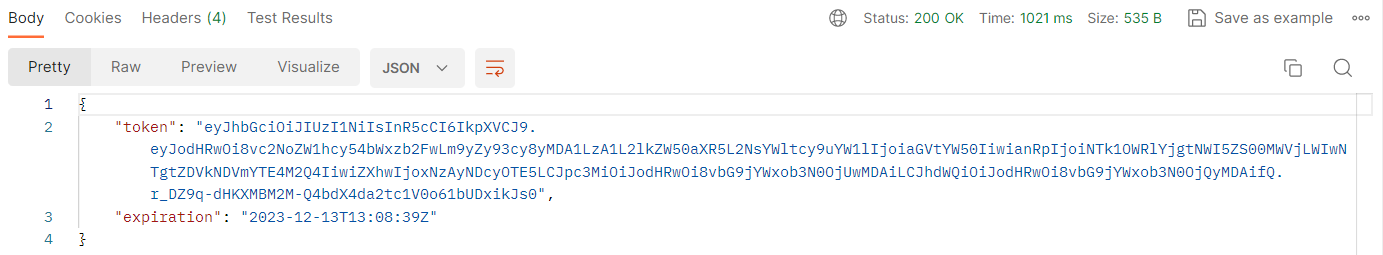 Body Cookies Headers (4) Test Results Status: 200 OK Time: 1021 ms Size: 535 B Save as example
Pretty Raw Preview Visualize JSON
1 {
2 "token": "eyJhbGciOiJIUzI1NiIsInR5cCI6IkpXVCJ9.
eyJodHRwOi8vc2NoZW1hcy54bWxzb2FwLm9yZy93cy8yMDA1LzA1L2lkZW50aXR5L2NsYWltcy9uYW1lIjoiaGVtYW50IiwianRpIjoiNTk1OWRlYjgtNWI5ZS00MWVjLWIwN
TgtZDVkNDVmYTE4M2Q4IiwiZXhwIjoxNzAyNDcyOTE5LCJpc3MiOiJodHRwOi8vbG9jYWxob3N0OjUwMDAiLCJhdWQiOiJodHRwOi8vbG9jYWxob3N0OjQyMDAifQ.
r_DZ9q-dHKXMBM2M-Q4bdX4da2tc1V0o61bUDxikJs0",
3 "expiration": "2023-12-13T13:08:39Z"
4 }